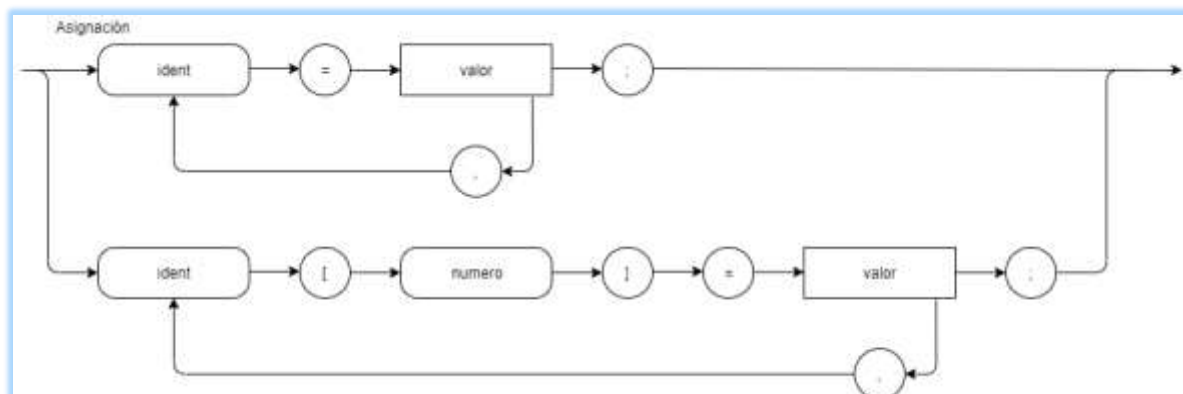 Asignación
ident = valor ;
,
ident [ numero ] = valor ;
,